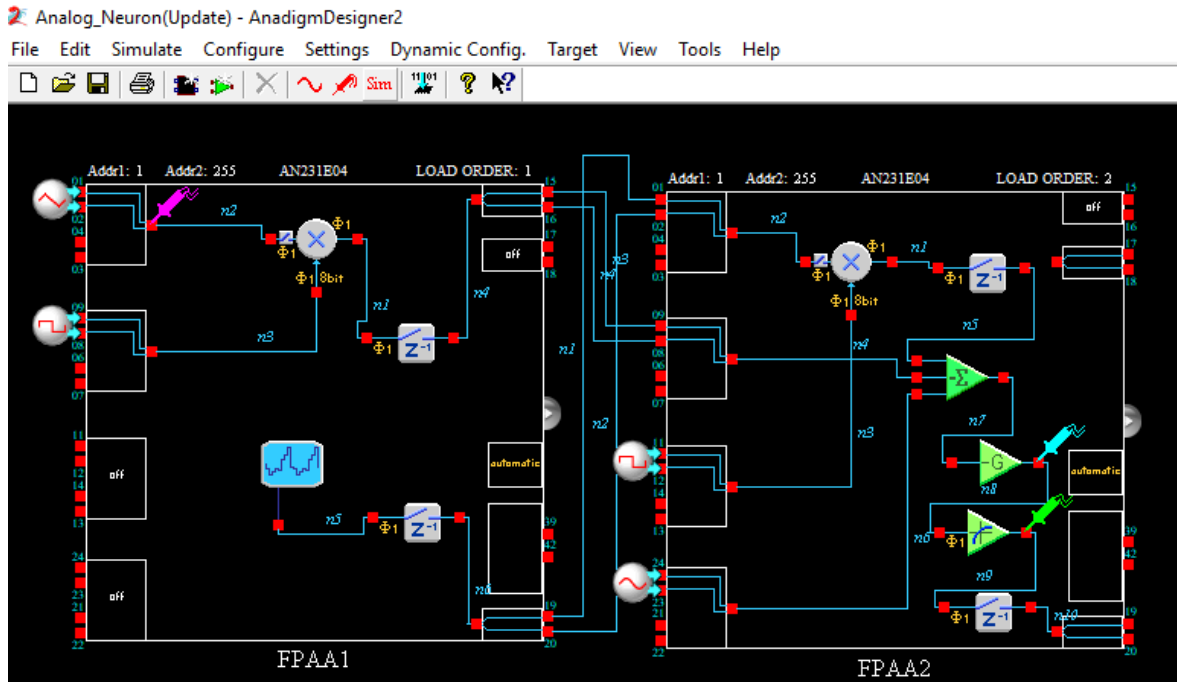 Analog_Neuron(Update) - AnadigmDesigner2
File Edit Simulate Configure Settings Dynamic Config. Target View Tools Help
Sim
Addr1: 1 Addr2: 255 AN231E04 LOAD ORDER: 1
01
02
04
03
09
08
06
07
11
12
14
13
24
23
21
22
n2
Φ1
Φ1
Φ1 8bit
n3
n1
n4
Φ1
Z⁻¹
off
off
off
n5
Φ1
Z⁻¹
n6
automatic
15
16
17
18
39
42
19
20
FPAA1
n1
n2
n3
n4
Addr1: 1 Addr2: 255 AN231E04 LOAD ORDER: 2
01
02
04
03
09
08
06
07
11
12
14
13
24
23
21
22
n2
Φ1
Φ1
Φ1 8bit
n1
Φ1
Z⁻¹
n5
n4
n3
-Σ
n7
-G
n8
n6
Φ1
n9
Φ1
Z⁻¹
n10
off
automatic
15
16
17
18
39
42
19
20
FPAA2